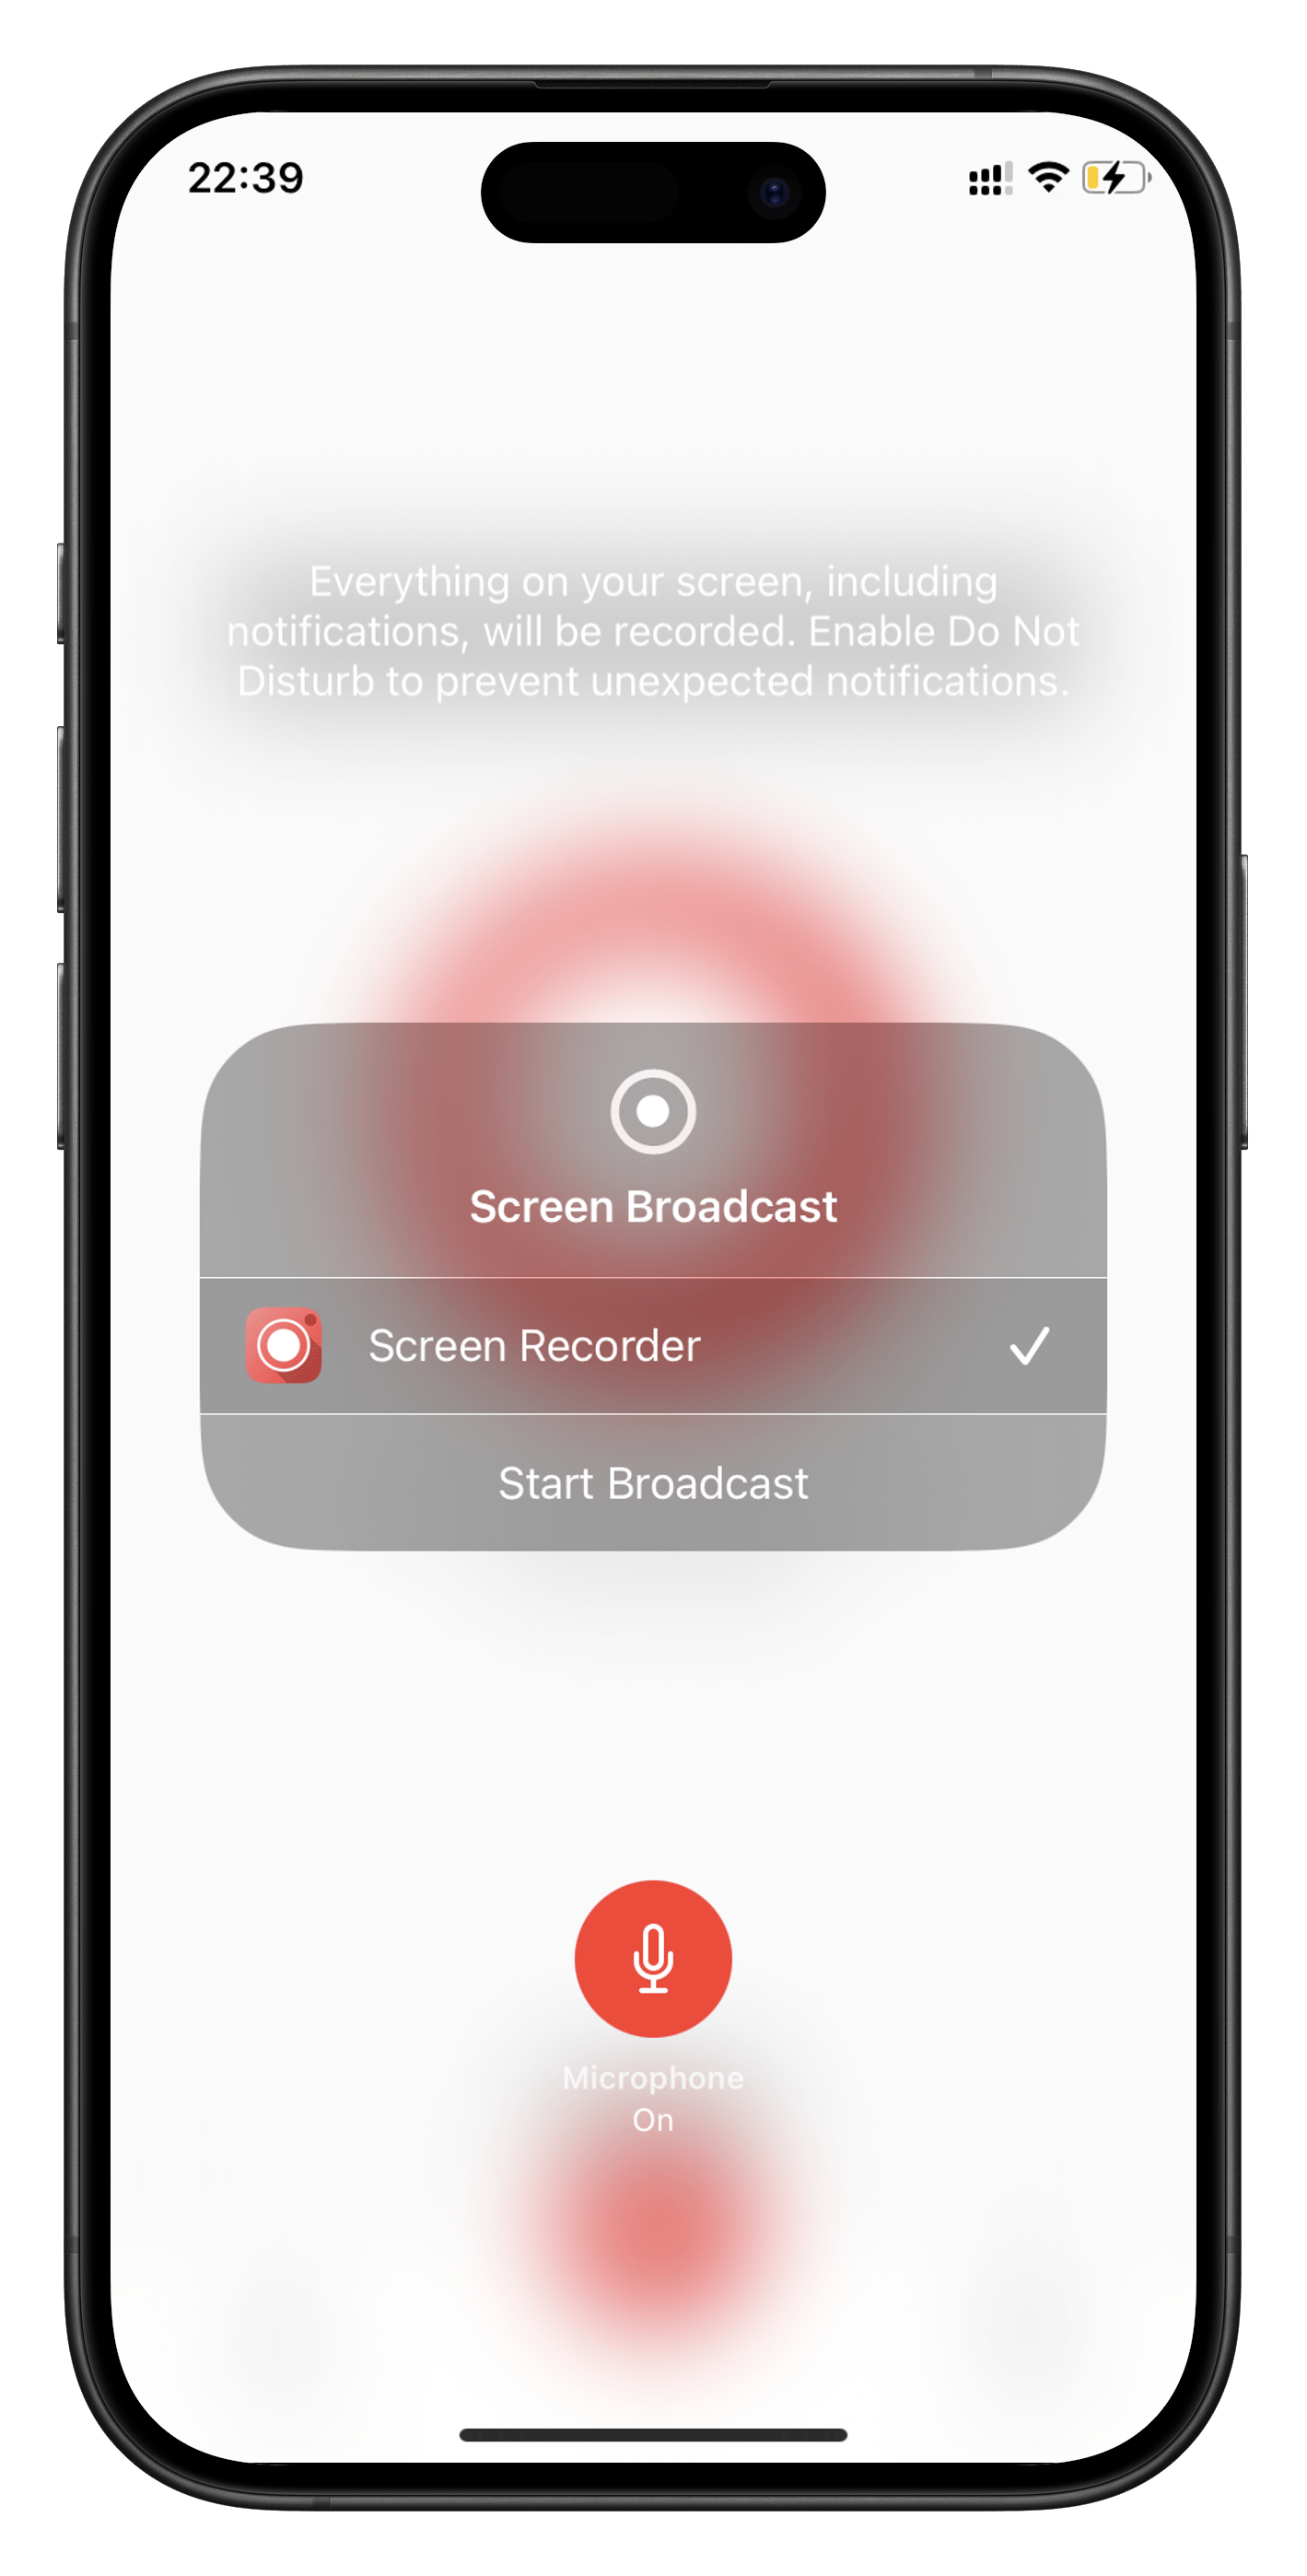 22:39
Everything on your screen, including
notifications, will be recorded. Enable Do Not
Disturb to prevent unexpected notifications.
Screen Broadcast
Screen Recorder
Start Broadcast
Microphone
On